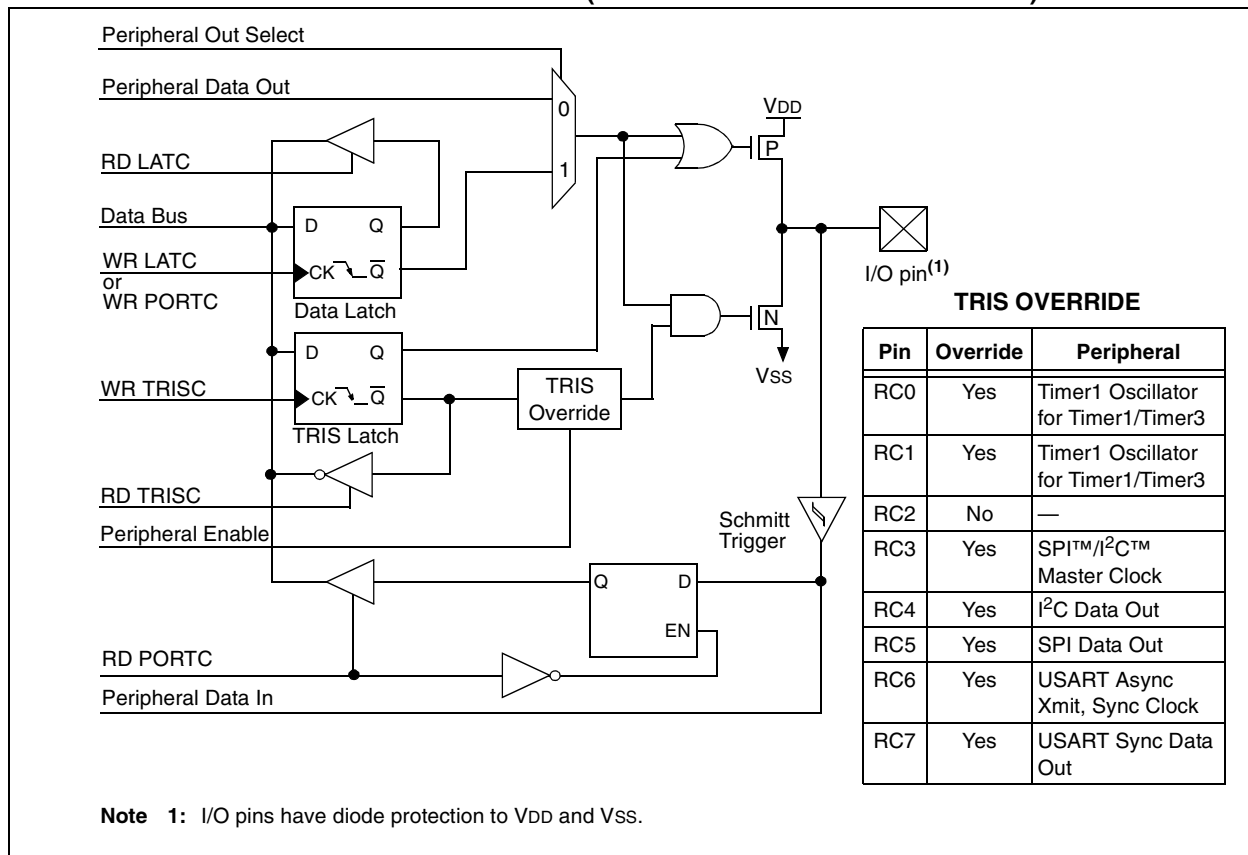 Peripheral Out Select
Peripheral Data Out
0
1
RD LATC
Data Bus
D Q
WR LATC
or
WR PORTC
CK Q
Data Latch
D Q
WR TRISC
CK Q
TRIS Latch
TRIS
Override
RD TRISC
Peripheral Enable
VDD
P
N
VSS
I/O pin(1)
Schmitt
Trigger
Q D
EN
RD PORTC
Peripheral Data In
TRIS OVERRIDE
Pin Override Peripheral
RC0 Yes Timer1 Oscillator
for Timer1/Timer3
RC1 Yes Timer1 Oscillator
for Timer1/Timer3
RC2 No —
RC3 Yes SPI™/I²C™
Master Clock
RC4 Yes I²C Data Out
RC5 Yes SPI Data Out
RC6 Yes USART Async
Xmit, Sync Clock
RC7 Yes USART Sync Data
Out
Note 1: I/O pins have diode protection to VDD and VSS.